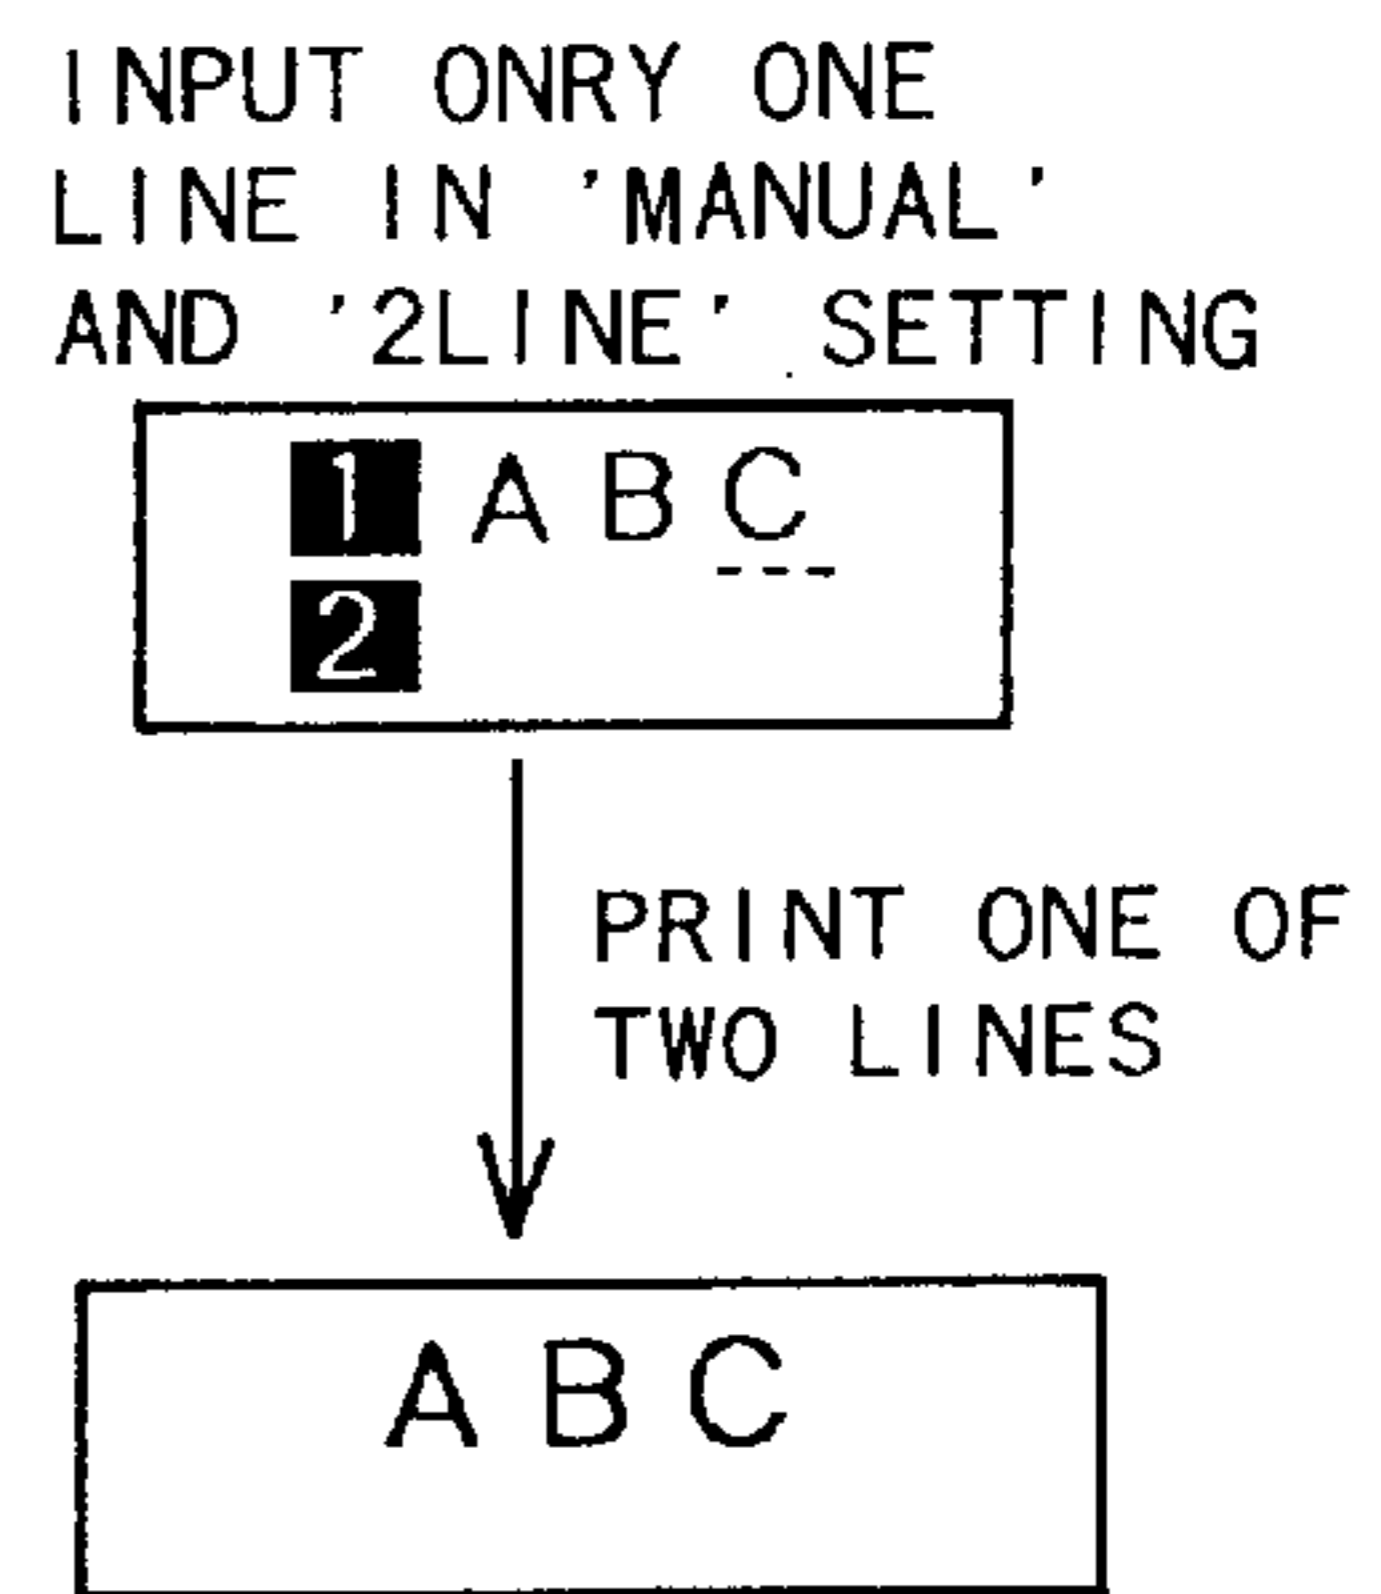 INPUT ONRY ONE
LINE IN 'MANUAL'
AND '2LINE' SETTING
1 ABC
2
PRINT ONE OF
TWO LINES
ABC